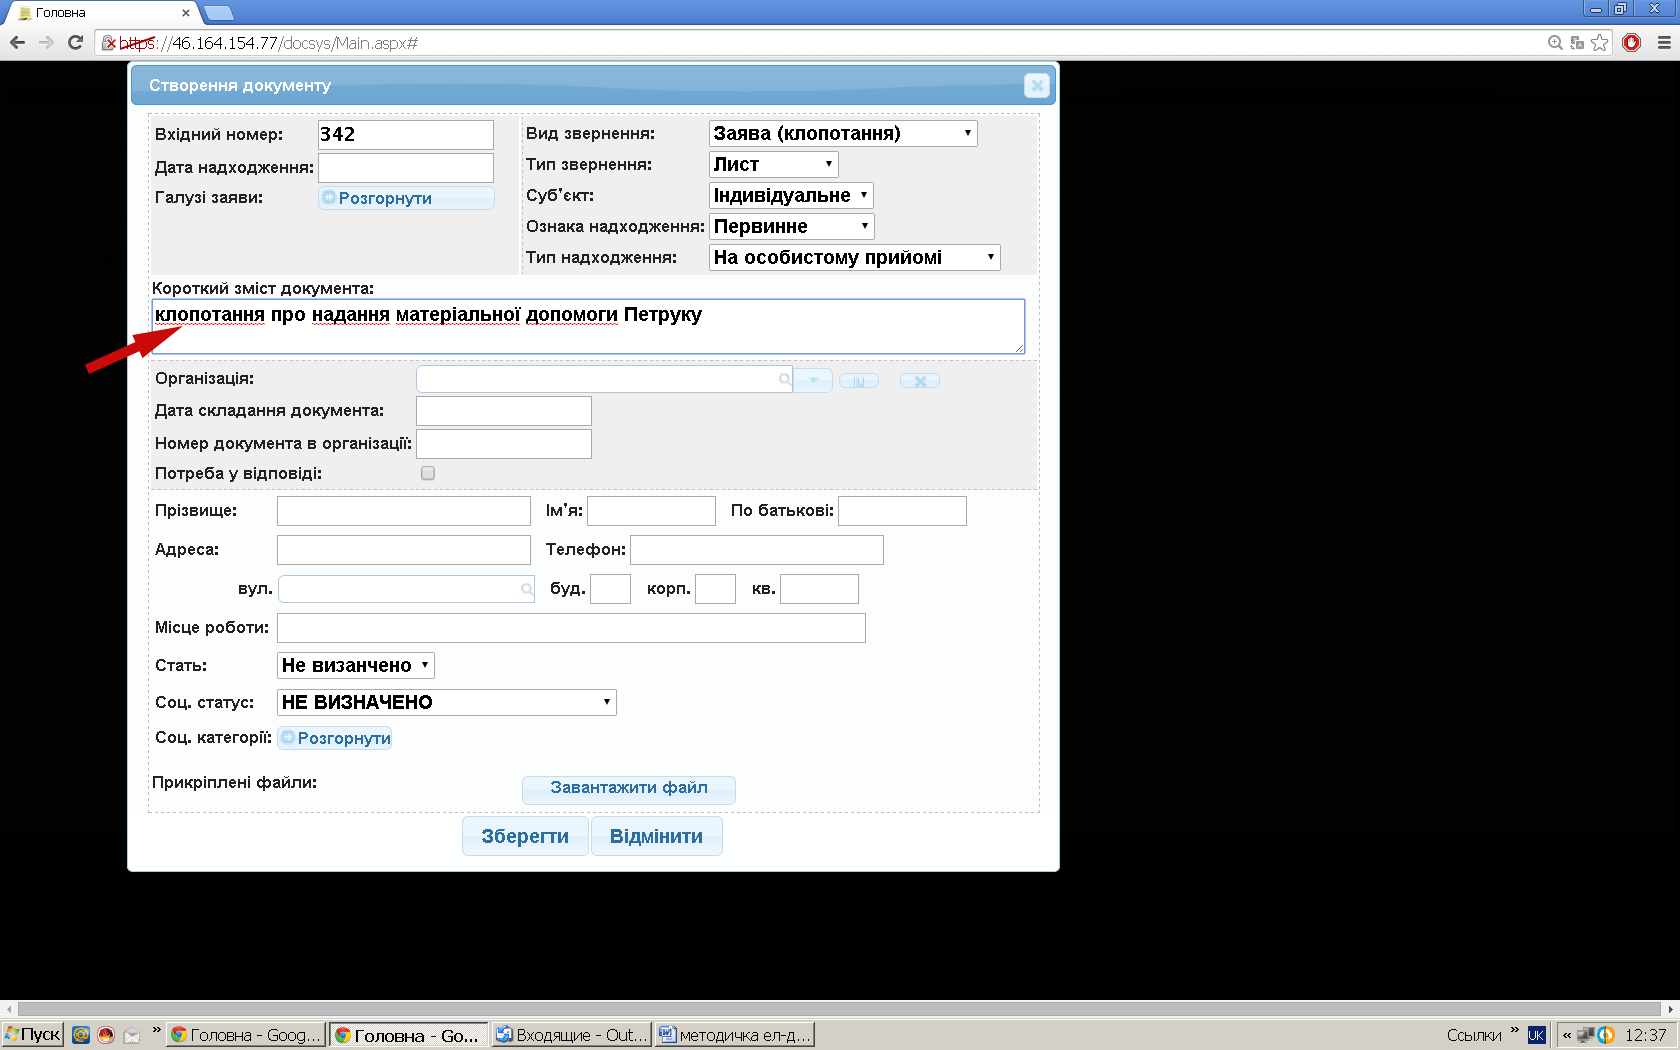 Головна
https://46.164.154.77/docsys/Main.aspx#
Створення документу
Вхідний номер: 342
Дата надходження:
Галузі заяви: Розгорнути
Вид звернення: Заява (клопотання)
Тип звернення: Лист
Суб'єкт: Індивідуальне
Ознака надходження: Первинне
Тип надходження: На особистому прийомі
Короткий зміст документа:
клопотання про надання матеріальної допомоги Петруку
Організація:
Дата складання документа:
Номер документа в організації:
Потреба у відповіді:
Прізвище: Ім'я: По батькові:
Адреса: Телефон:
вул. буд. корп. кв.
Місце роботи:
Стать: Не визанчено
Соц. статус: НЕ ВИЗНАЧЕНО
Соц. категорії: Розгорнути
Прикріплені файли: Завантажити файл
Зберегти Відмінити
Пуск » Головна - Goog... Головна - Go... Входящие - Out... методичка ел-д... Ссылки » UK « 12:37